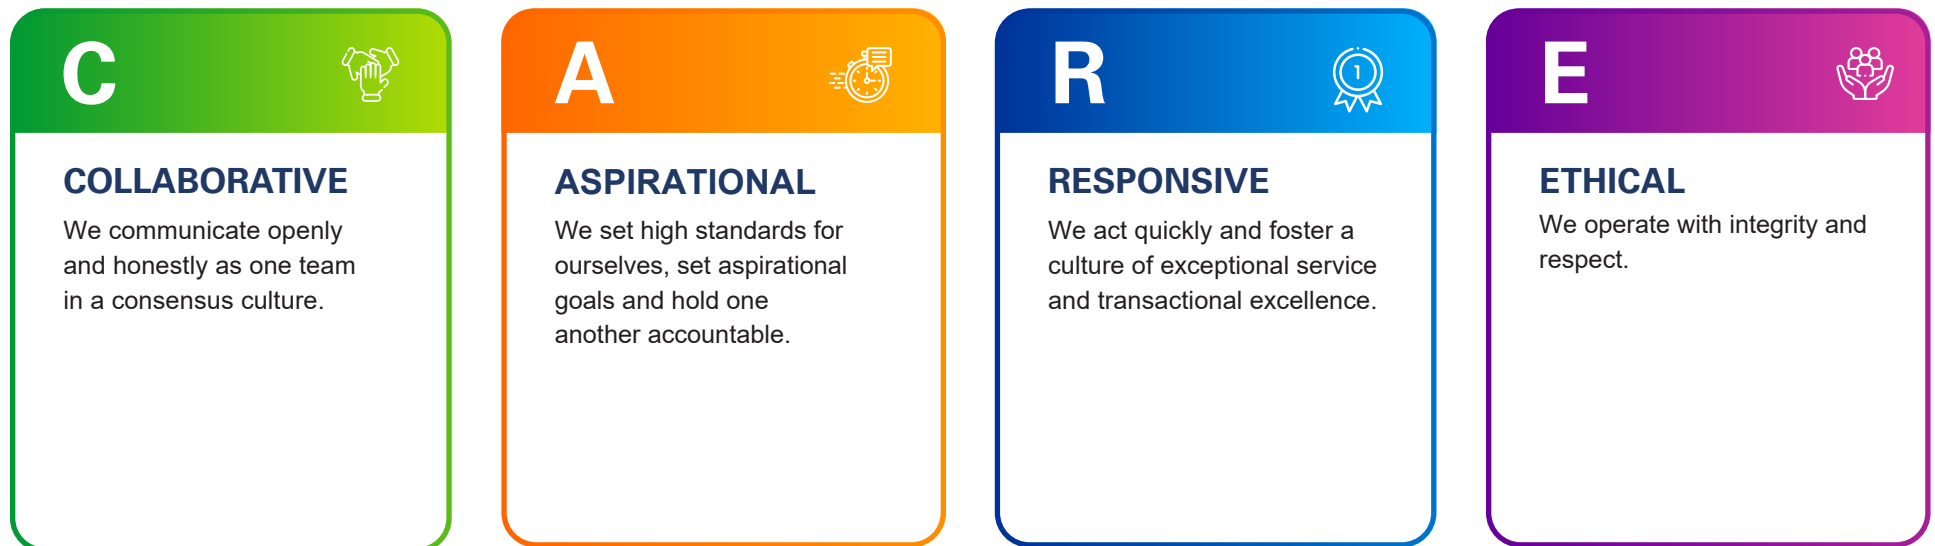 C
COLLABORATIVE
We communicate openly
and honestly as one team
in a consensus culture.
A
ASPIRATIONAL
We set high standards for
ourselves, set aspirational
goals and hold one
another accountable.
R
1
RESPONSIVE
We act quickly and foster a
culture of exceptional service
and transactional excellence.
E
ETHICAL
We operate with integrity and
respect.